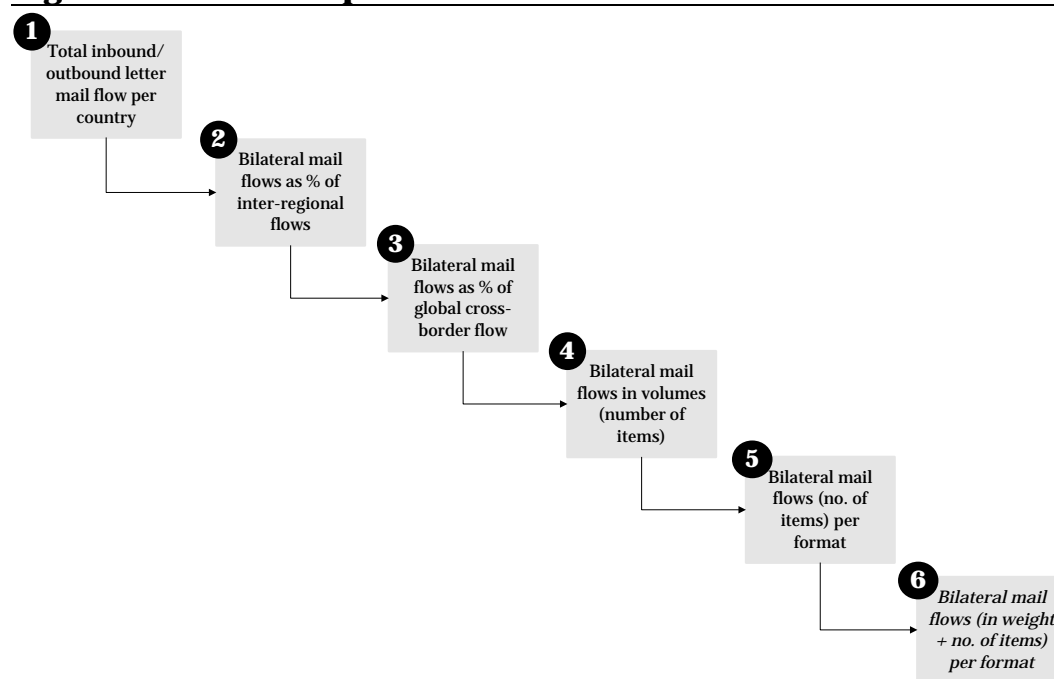 1
Total inbound/
outbound letter
mail flow per
country
2
Bilateral mail
flows as % of
inter-regional
flows
3
Bilateral mail
flows as % of
global cross-
border flow
4
Bilateral mail
flows in volumes
(number of
items)
5
Bilateral mail
flows (no. of
items) per
format
6
Bilateral mail
flows (in weight
+ no. of items)
per format